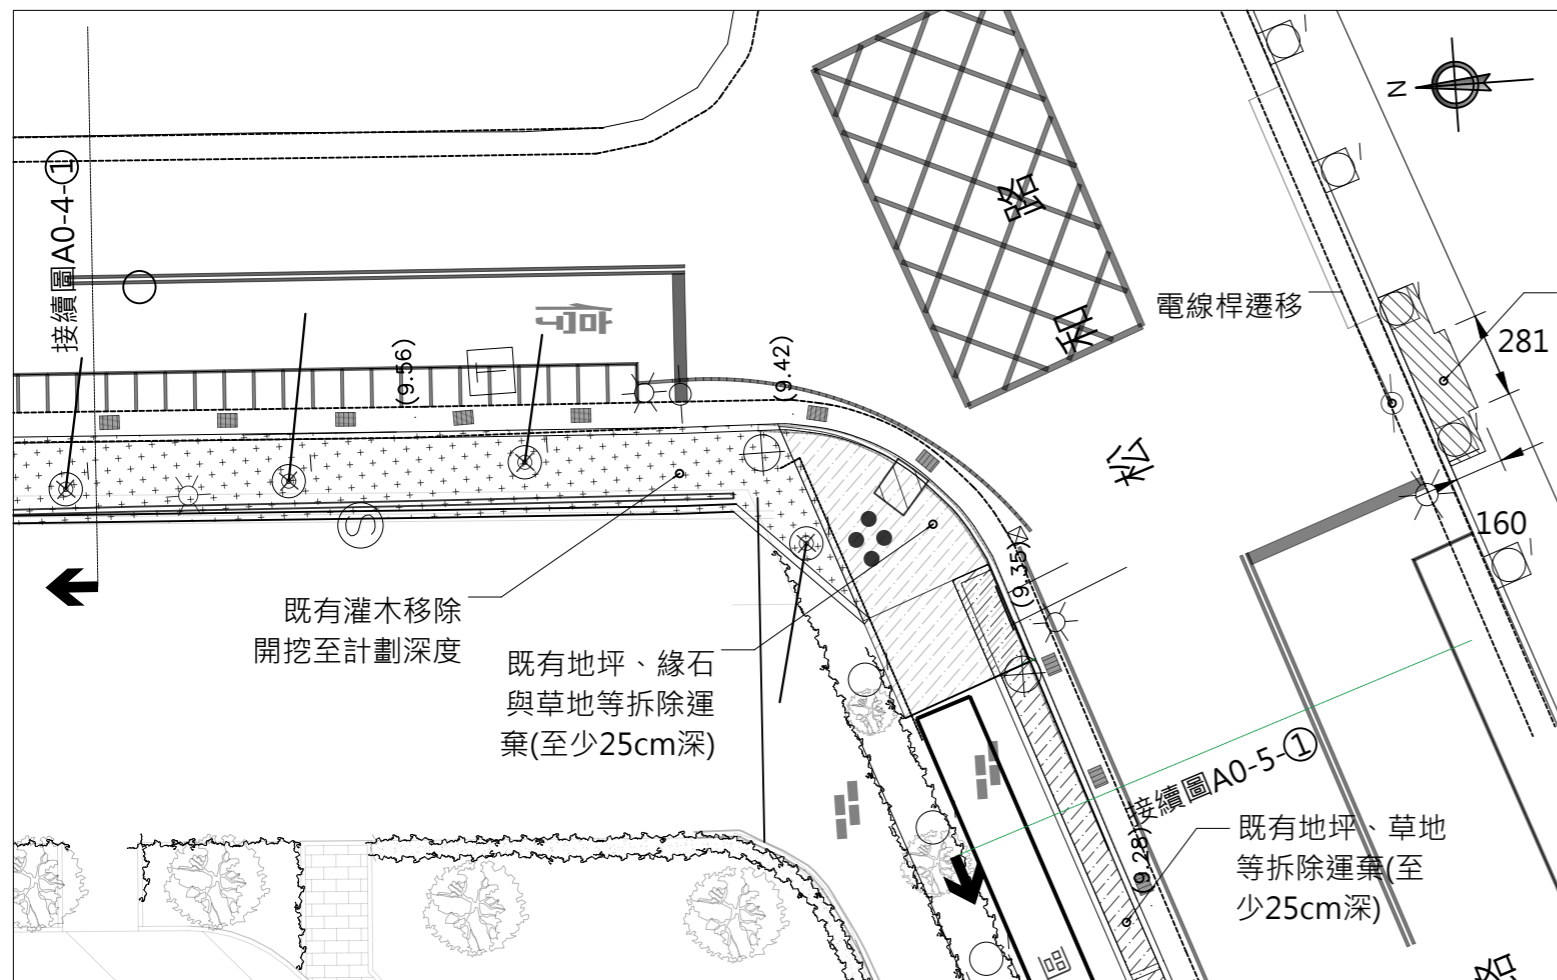 接續圖A0-4-①
N
路
和
松
停
電線桿遷移
281
160
(9.56)
T
(9.42)
S
(9.35)
既有灌木移除
開挖至計劃深度
既有地坪、緣石
與草地等拆除運
棄(至少25cm深)
接續圖A0-5-①
(9.28)
既有地坪、草地
等拆除運棄(至
少25cm深)
路